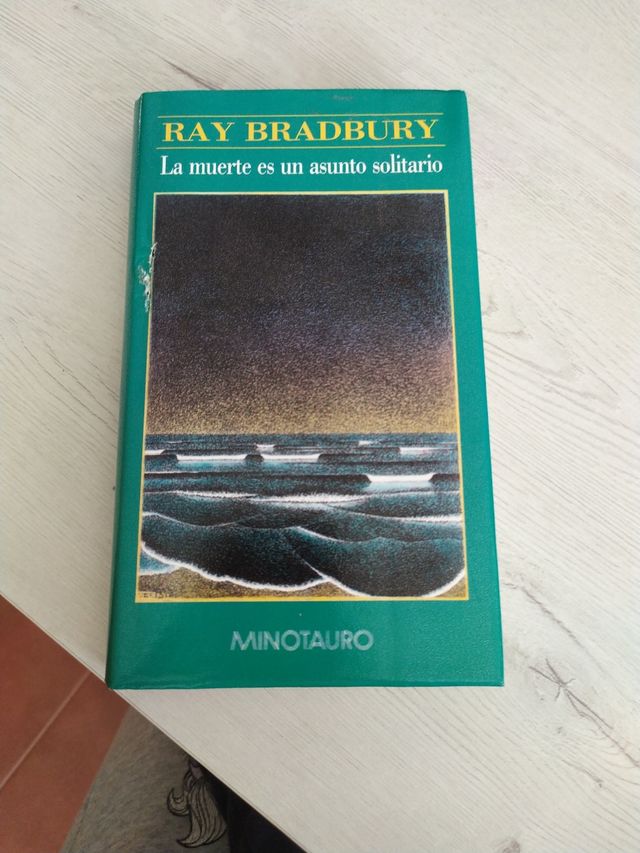 RAY BRADBURY
La muerte es un asunto solitario
MINOTAURO